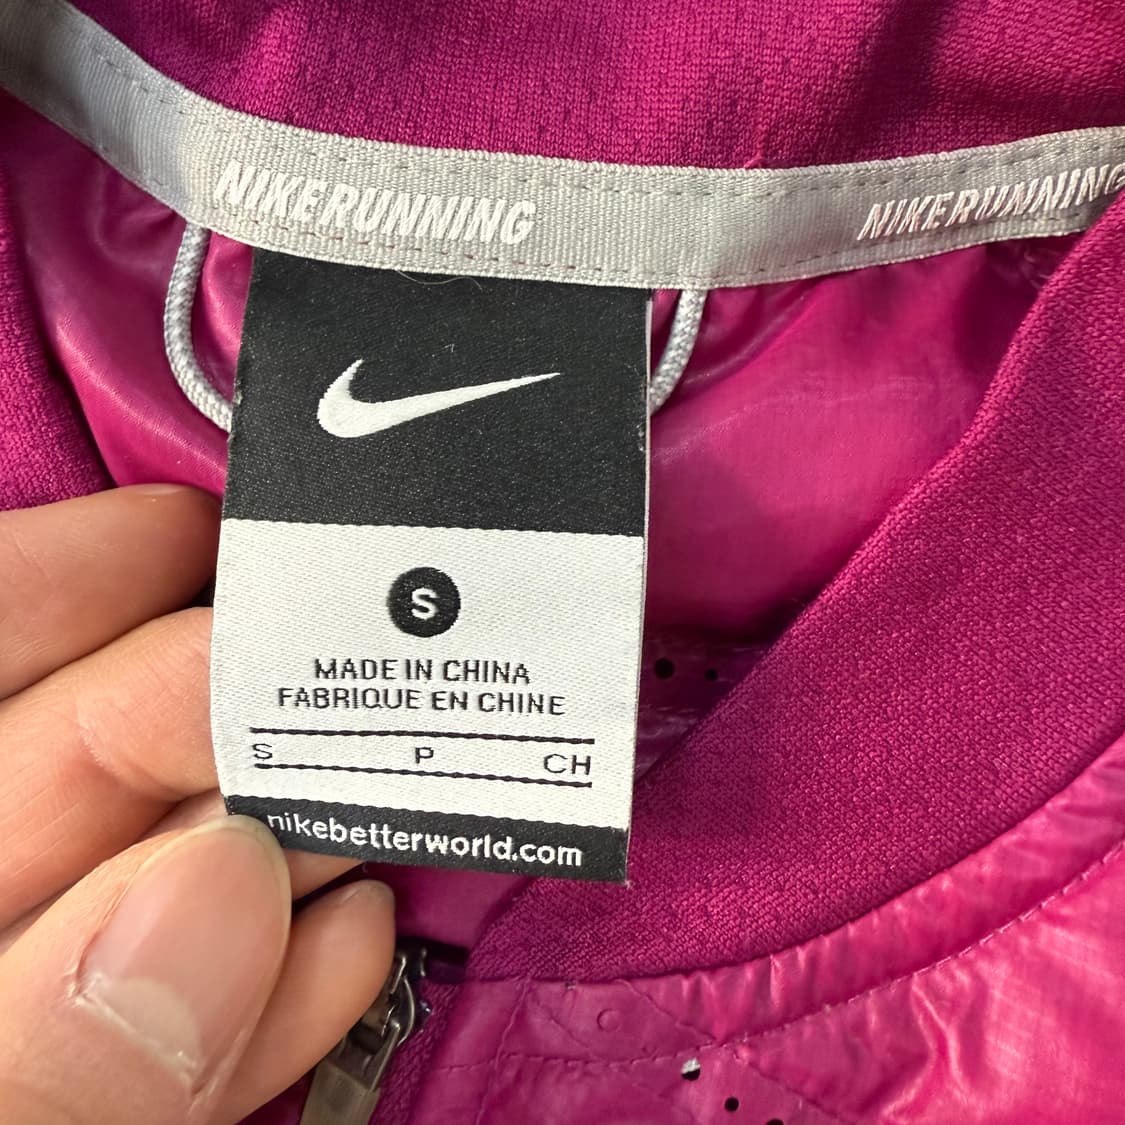 NIKERUNNING
NIKERUNNING
S
MADE IN CHINA
FABRIQUE EN CHINE
S P CH
nikebetterworld.com